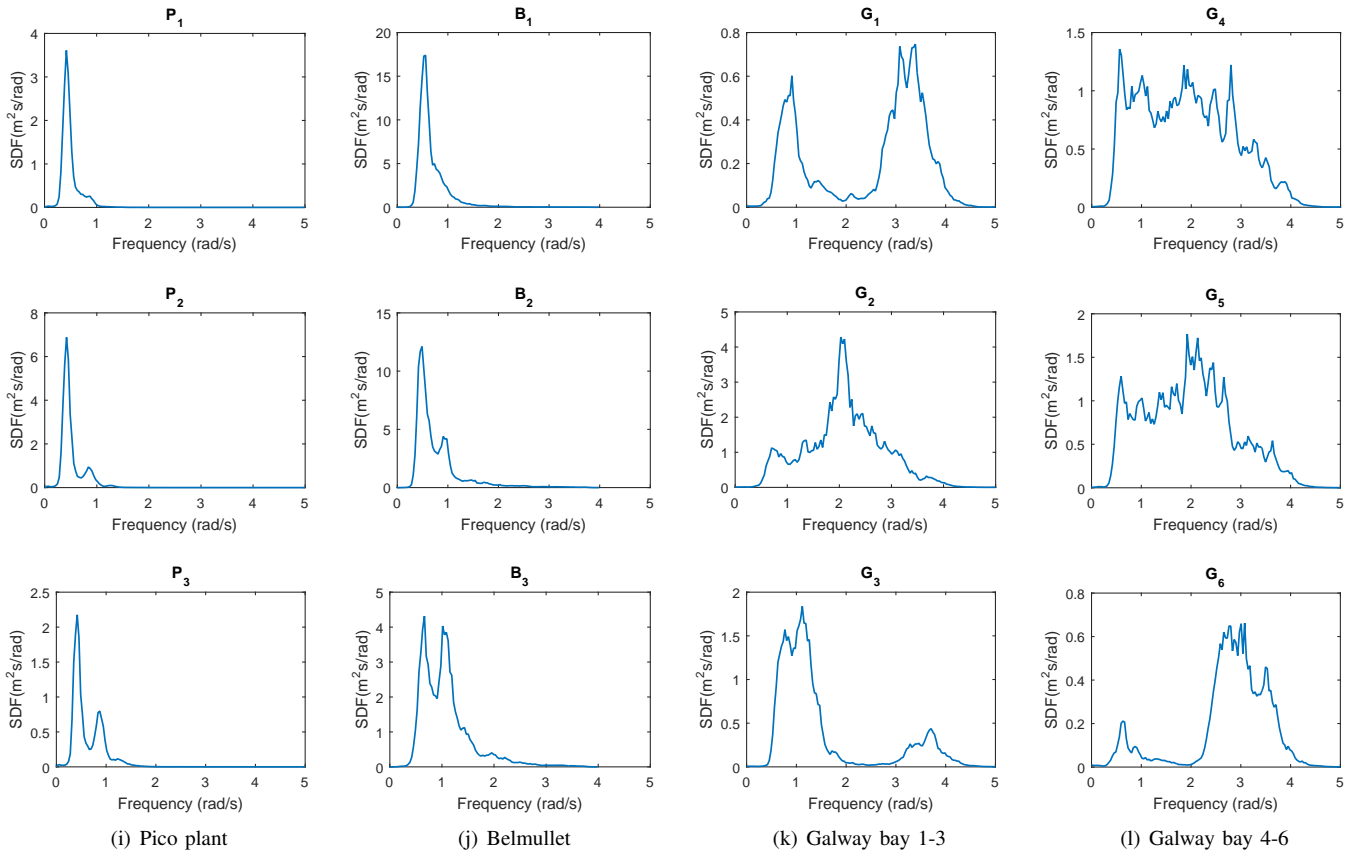 P1
4
3
2
1
0
SDF(m²s/rad)
0 1 2 3 4 5
Frequency (rad/s)
B1
20
15
10
5
0
SDF(m²s/rad)
0 1 2 3 4 5
Frequency (rad/s)
G1
0.8
0.6
0.4
0.2
0
SDF(m²s/rad)
0 1 2 3 4 5
Frequency (rad/s)
G4
1.5
1
0.5
0
SDF(m²s/rad)
0 1 2 3 4 5
Frequency (rad/s)
P2
8
6
4
2
0
SDF(m²s/rad)
0 1 2 3 4 5
Frequency (rad/s)
B2
15
10
5
0
SDF(m²s/rad)
0 1 2 3 4 5
Frequency (rad/s)
G2
5
4
3
2
1
0
SDF(m²s/rad)
0 1 2 3 4 5
Frequency (rad/s)
G5
2
1.5
1
0.5
0
SDF(m²s/rad)
0 1 2 3 4 5
Frequency (rad/s)
P3
2.5
2
1.5
1
0.5
0
SDF(m²s/rad)
0 1 2 3 4 5
Frequency (rad/s)
B3
5
4
3
2
1
0
SDF(m²s/rad)
0 1 2 3 4 5
Frequency (rad/s)
G3
2
1.5
1
0.5
0
SDF(m²s/rad)
0 1 2 3 4 5
Frequency (rad/s)
G6
0.8
0.6
0.4
0.2
0
SDF(m²s/rad)
0 1 2 3 4 5
Frequency (rad/s)
(i) Pico plant
(j) Belmullet
(k) Galway bay 1-3
(l) Galway bay 4-6